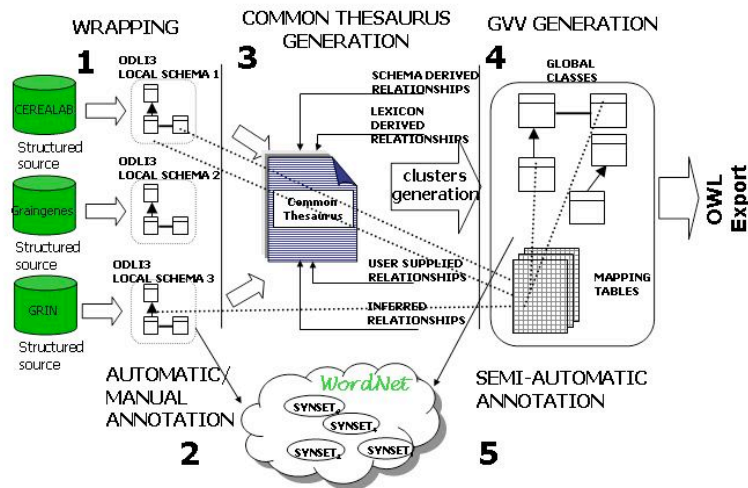 WRAPPING
COMMON THESAURUS
GENERATION
GVV GENERATION
1
ODLI3
LOCAL SCHEMA 1
3
4
GLOBAL
CLASSES
SCHEMA DERIVED
RELATIONSHIPS
CEREALAB
Structured
source
LEXICON
DERIVED
RELATIONSHIPS
ODLI3
LOCAL SCHEMA 2
clusters
generation
Graingenes
Structured
source
Common
Thesaurus
OWL
Export
ODLI3
LOCAL SCHEMA 3
USER SUPPLIED
RELATIONSHIPS
MAPPING
TABLES
GRIN
Structured
source
INFERRED
RELATIONSHIPS
AUTOMATIC/
MANUAL
ANNOTATION
2
WordNet
SYNSET
SYNSET4
SYNSET2
SYNSET
SEMI-AUTOMATIC
ANNOTATION
5